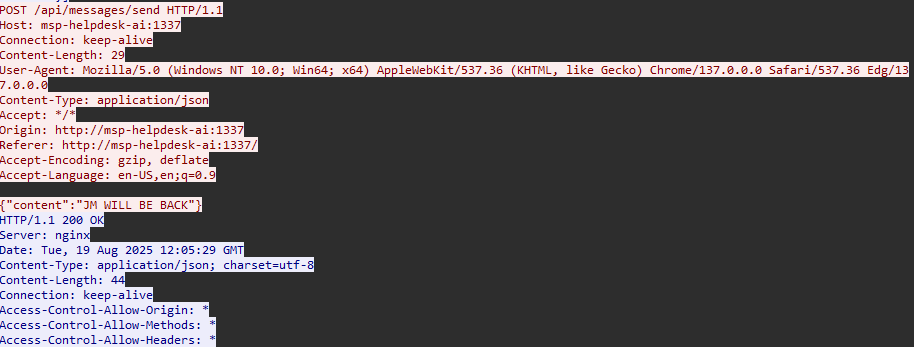 POST /api/messages/send HTTP/1.1
Host: msp-helpdesk-ai:1337
Connection: keep-alive
Content-Length: 29
User-Agent: Mozilla/5.0 (Windows NT 10.0; Win64; x64) AppleWebKit/537.36 (KHTML, like Gecko) Chrome/137.0.0.0 Safari/537.36 Edg/13
7.0.0.0
Content-Type: application/json
Accept: */*
Origin: http://msp-helpdesk-ai:1337
Referer: http://msp-helpdesk-ai:1337/
Accept-Encoding: gzip, deflate
Accept-Language: en-US,en;q=0.9
{"content":"JM WILL BE BACK"}
HTTP/1.1 200 OK
Server: nginx
Date: Tue, 19 Aug 2025 12:05:29 GMT
Content-Type: application/json; charset=utf-8
Content-Length: 44
Connection: keep-alive
Access-Control-Allow-Origin: *
Access-Control-Allow-Methods: *
Access-Control-Allow-Headers: *